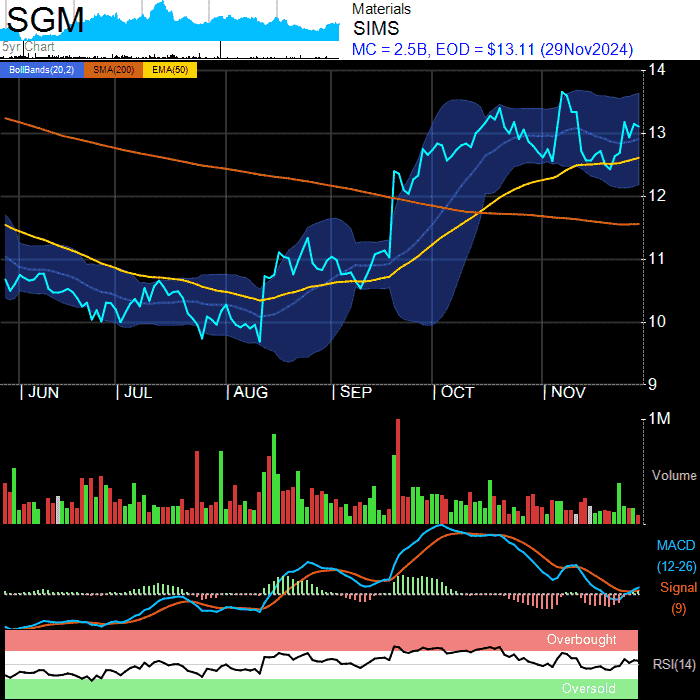 SGM
5yr Chart
Materials
SIMS
MC = 2.5B, EOD = $13.11 (29Nov2024)
BollBands(20,2) SMA(200) EMA(50)
14
13
12
11
10
9
JUN JUL AUG SEP OCT NOV
1M
Volume
MACD
(12-26)
Signal
(9)
Overbought
RSI(14)
Oversold